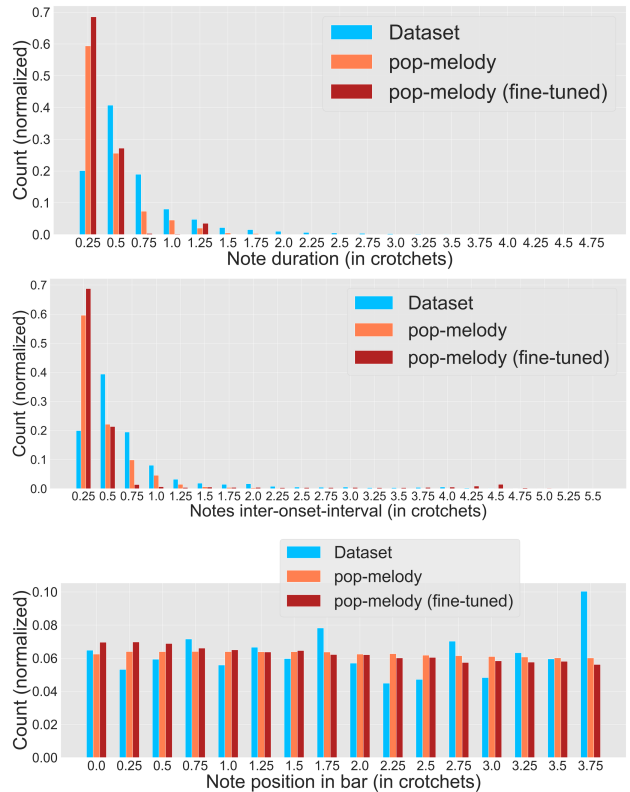 Count (normalized)
0.7
0.6
0.5
0.4
0.3
0.2
0.1
0.0
Dataset
pop-melody
pop-melody (fine-tuned)
0.25 0.5 0.75 1.0 1.25 1.5 1.75 2.0 2.25 2.5 2.75 3.0 3.25 3.5 3.75 4.0 4.25 4.5 4.75
Note duration (in crotchets)
Count (normalized)
0.7
0.6
0.5
0.4
0.3
0.2
0.1
0.0
Dataset
pop-melody
pop-melody (fine-tuned)
0.25 0.5 0.75 1.0 1.25 1.5 1.75 2.0 2.25 2.5 2.75 3.0 3.25 3.5 3.75 4.0 4.25 4.5 4.75 5.0 5.25 5.5
Notes inter-onset-interval (in crotchets)
Dataset
pop-melody
pop-melody (fine-tuned)
Count (normalized)
0.10
0.08
0.06
0.04
0.02
0.00
0.0 0.25 0.5 0.75 1.0 1.25 1.5 1.75 2.0 2.25 2.5 2.75 3.0 3.25 3.5 3.75
Note position in bar (in crotchets)